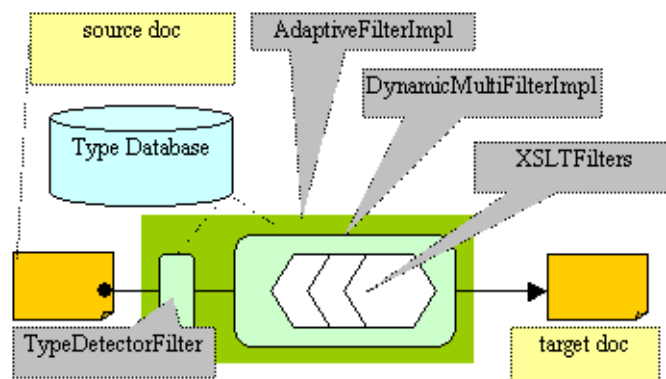 source doc
AdaptiveFilterImpl
DynamicMultiFilterImpl
Type Database
XSLTFilters
TypeDetectorFilter
target doc